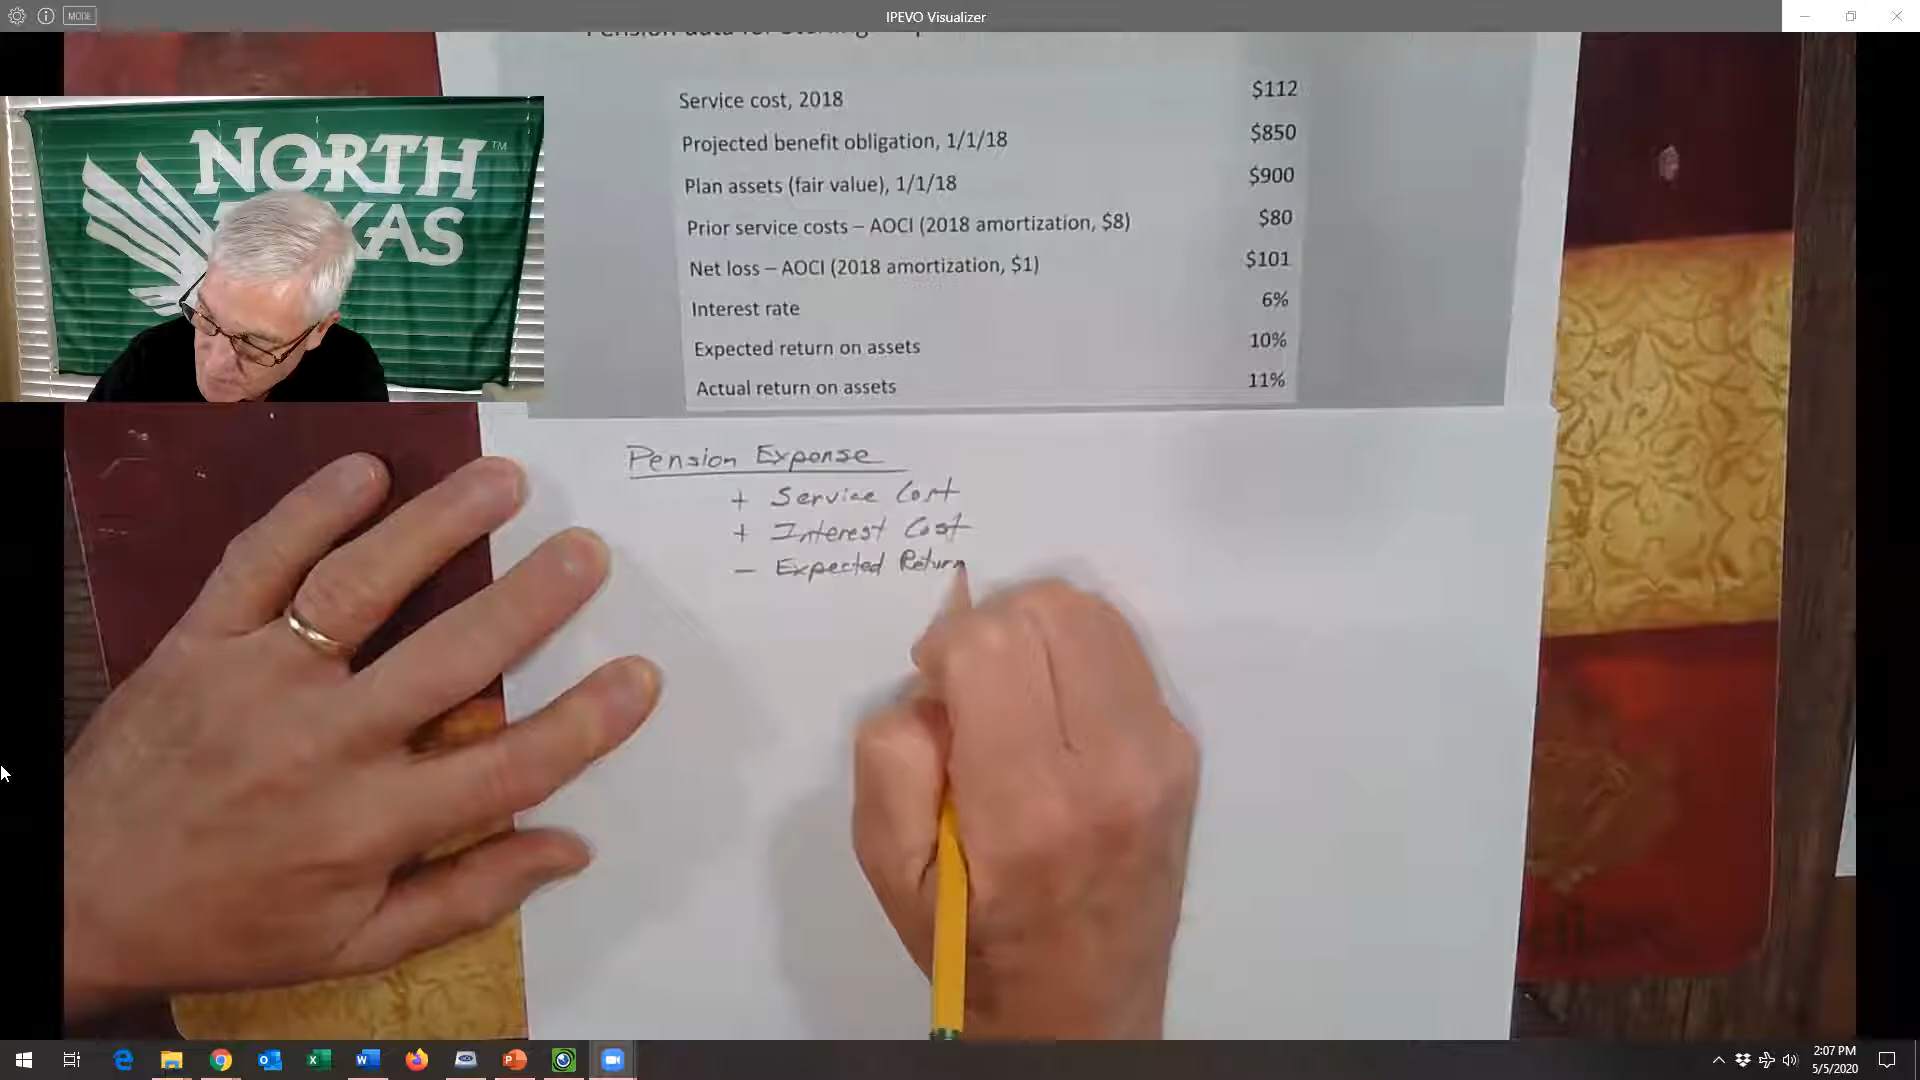 MODE
IPEVO Visualizer
Service cost, 2018 $112
Projected benefit obligation, 1/1/18 $850
Plan assets (fair value), 1/1/18 $900
Prior service costs – AOCI (2018 amortization, $8) $80
Net loss – AOCI (2018 amortization, $1) $101
Interest rate 6%
Expected return on assets 10%
Actual return on assets 11%
NORTH TM
TEXAS
Pension Expense
+ Service Cost
+ Interest Cost
– Expected Return
2:07 PM
5/5/2020